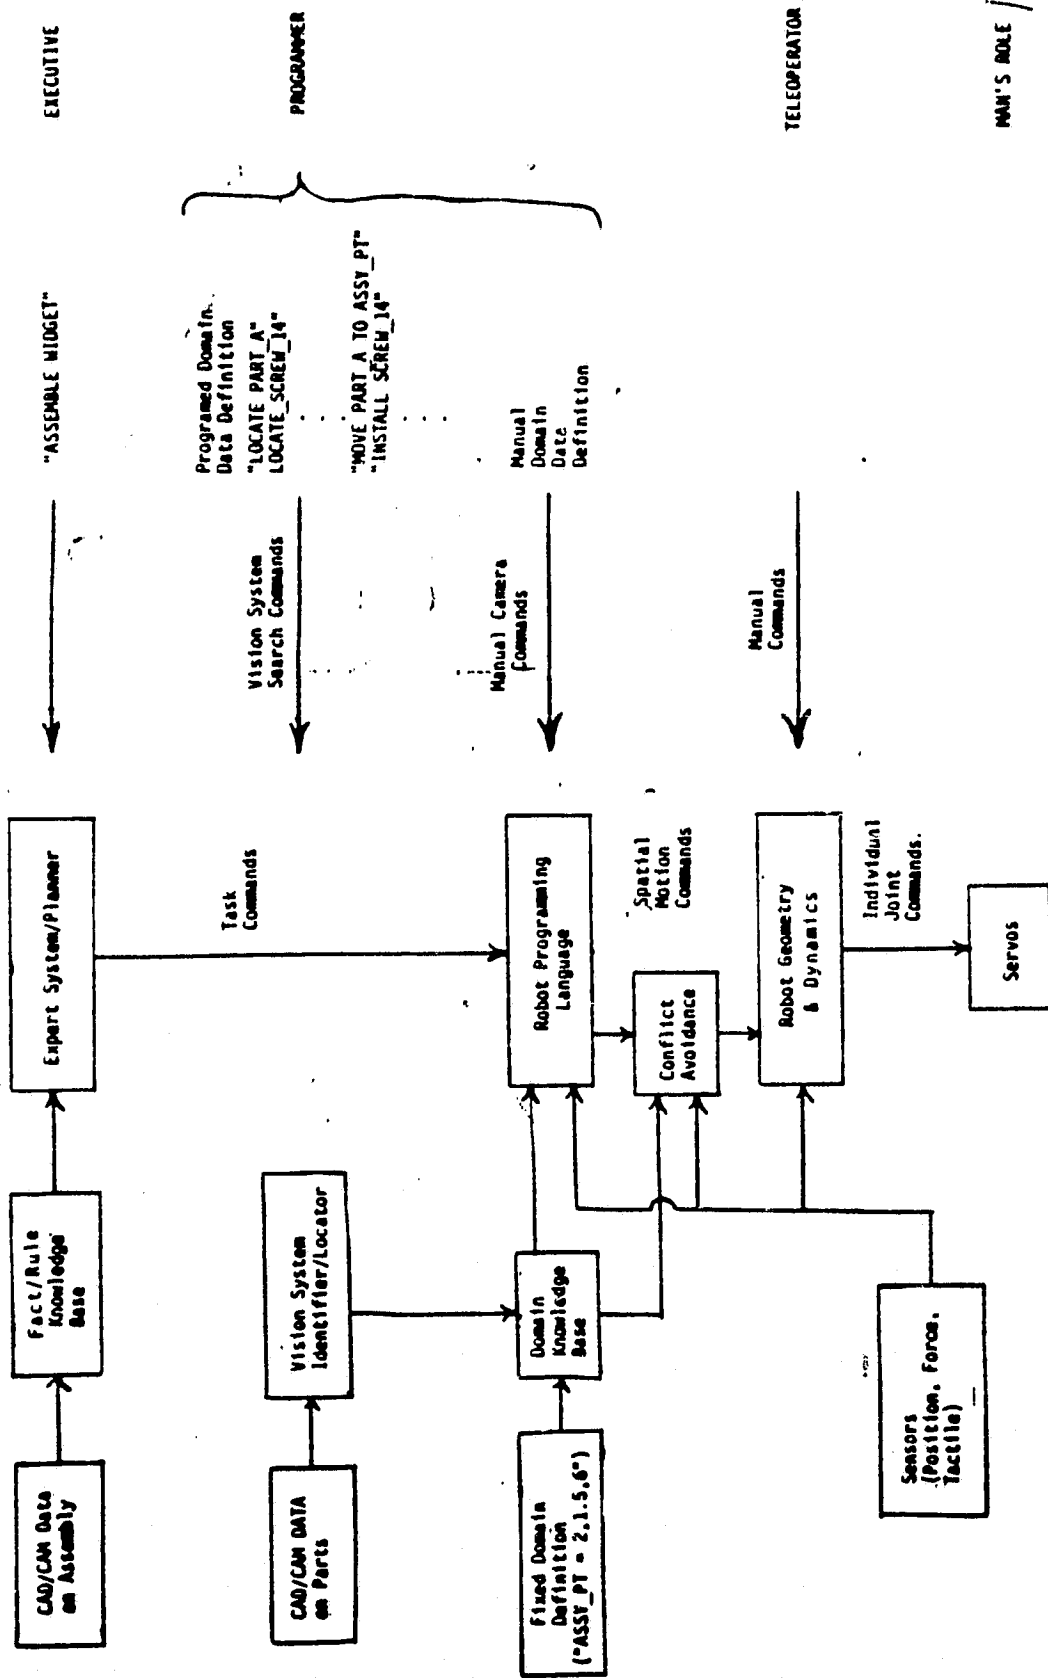 CAD/CAM Data
on Assembly
Fact/Rule
Knowledge
Base
Expert System/Planner
"ASSEMBLE WIDGET"
EXECUTIVE
Task
Commands
CAD/CAM DATA
on Parts
Vision System
Identifier/Locator
Vision System
Search Commands
Programed Domain
Data Definition
"LOCATE PART_A"
LOCATE_SCREW_14"
. . . .
"MOVE PART A TO ASSY_PT"
"INSTALL SCREW_14"
. . . .
PROGRAMMER
Fixed Domain
Definition
("ASSY_PT = 2,1.5,6")
Domain
Knowledge
Base
Robot Programming
Language
Manual Camera
Commands
Manual
Domain
Date
Definition
Conflict
Avoidance
Spatial
Motion
Commands
Robot Geometry
& Dynamics
Manual
Commands
TELEOPERATOR
Sensors
(Position, Force,
Tactile)
Individual
Joint
Commands.
Servos
MAN'S ROLE